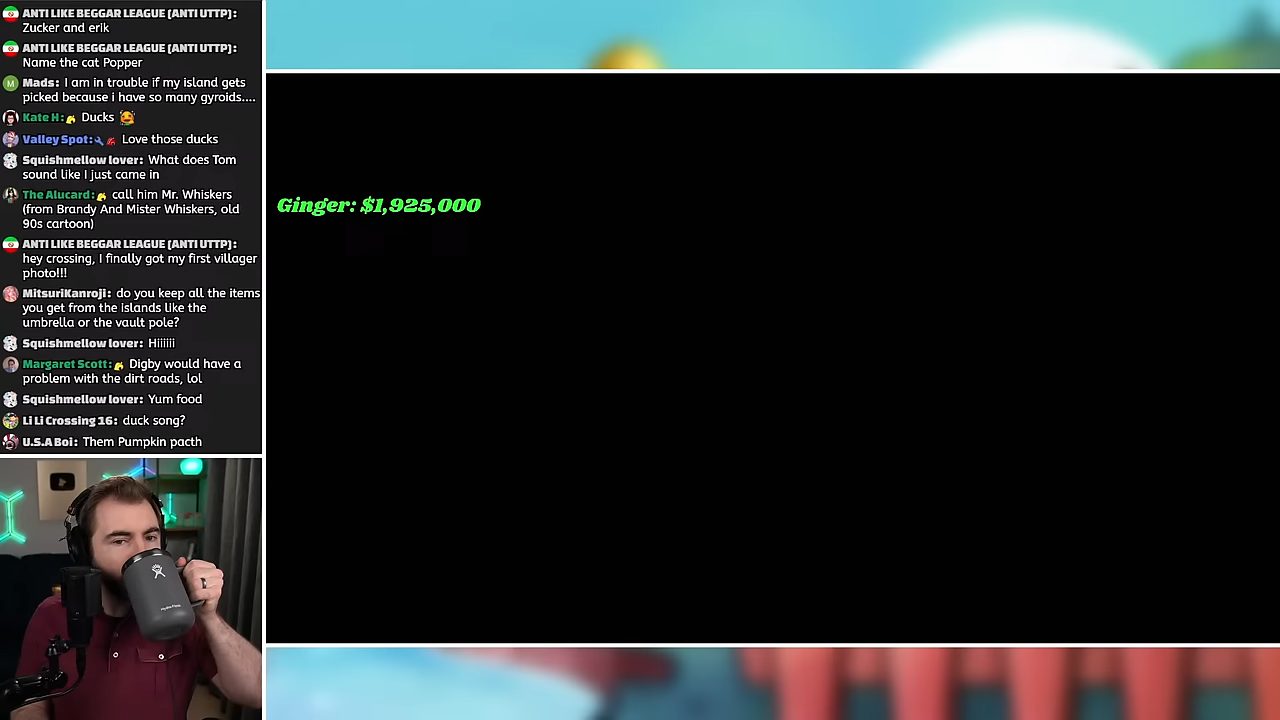 ANTI LIKE BEGGAR LEAGUE (ANTI UTTP):
Zucker and erik
ANTI LIKE BEGGAR LEAGUE (ANTI UTTP):
Name the cat Popper
M Mads: I am in trouble if my island gets
picked because i have so many gyroids....
Kate H: Ducks
Valley Spot: Love those ducks
Squishmellow lover: What does Tom
sound like I just came in
The Alucard: call him Mr. Whiskers
(from Brandy And Mister Whiskers, old
90s cartoon)
ANTI LIKE BEGGAR LEAGUE (ANTI UTTP):
hey crossing, I finally got my first villager
photo!!!
MitsuriKanroji: do you keep all the items
you get from the islands like the
umbrella or the vault pole?
Squishmellow lover: Hiiiiii
Margaret Scott: Digby would have a
problem with the dirt roads, lol
Squishmellow lover: Yum food
Li Li Crossing 16: duck song?
U.S.A Boi: Them Pumpkin pacth
Ginger: $1,925,000
Hydro Flask